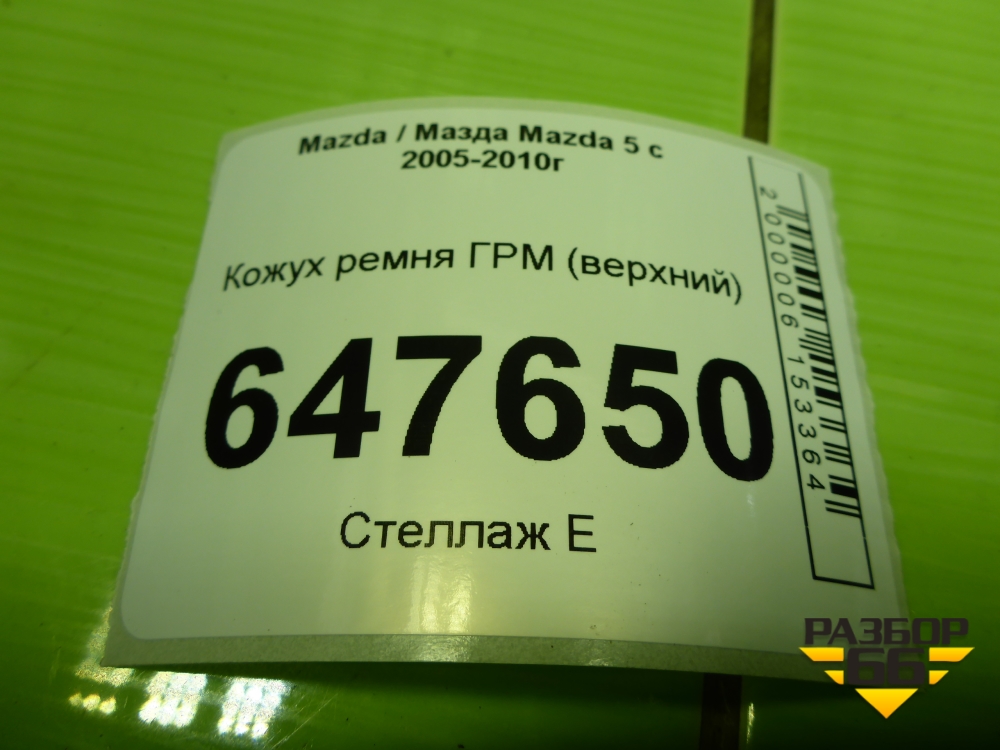 Mazda / Мазда Mazda 5 с
2005-2010г
Кожух ремня ГРМ (верхний)
647650
Стеллаж Е
2000006153364
РАЗБОР
66